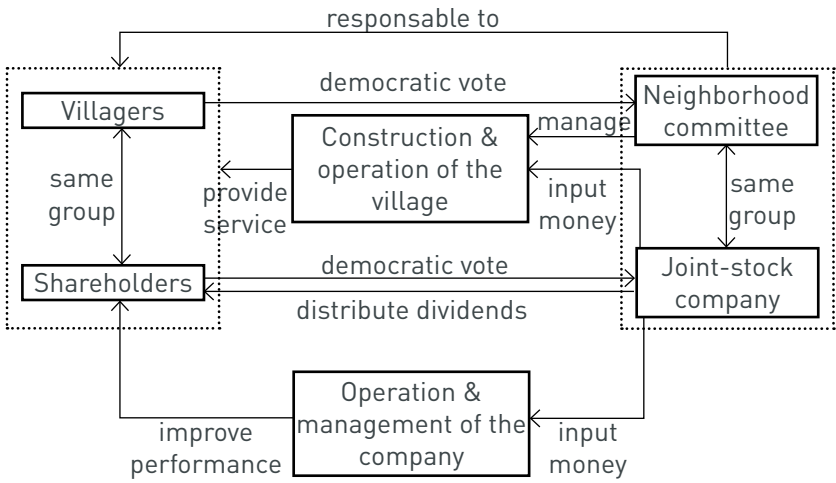 responsable to
democratic vote
Villagers
Neighborhood
committee
manage
Construction &
operation of the
village
same
group
provide
service
input
money
same
group
democratic vote
Shareholders
Joint-stock
company
distribute dividends
Operation &
management of the
company
improve
performance
input
money